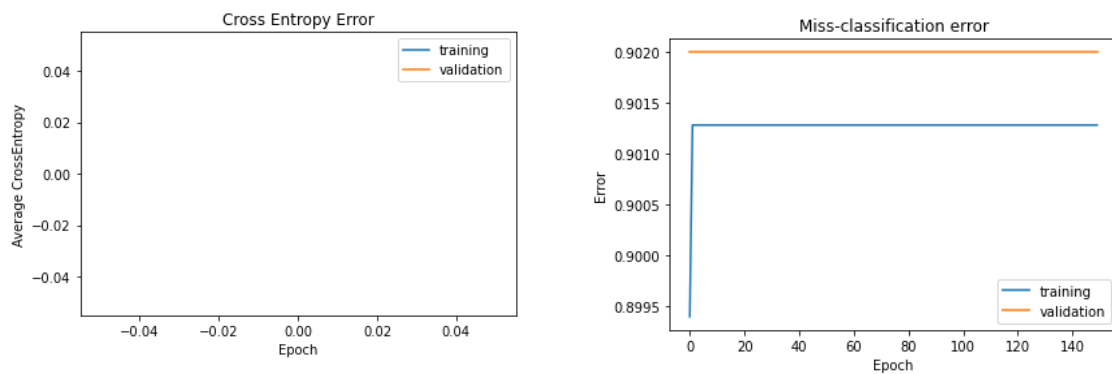 Cross Entropy Error
training
validation
Average CrossEntropy
0.04
0.02
0.00
−0.02
−0.04
−0.04
−0.02
0.00
0.02
0.04
Epoch
Miss-classification error
Error
0.9020
0.9015
0.9010
0.9005
0.9000
0.8995
training
validation
0
20
40
60
80
100
120
140
Epoch